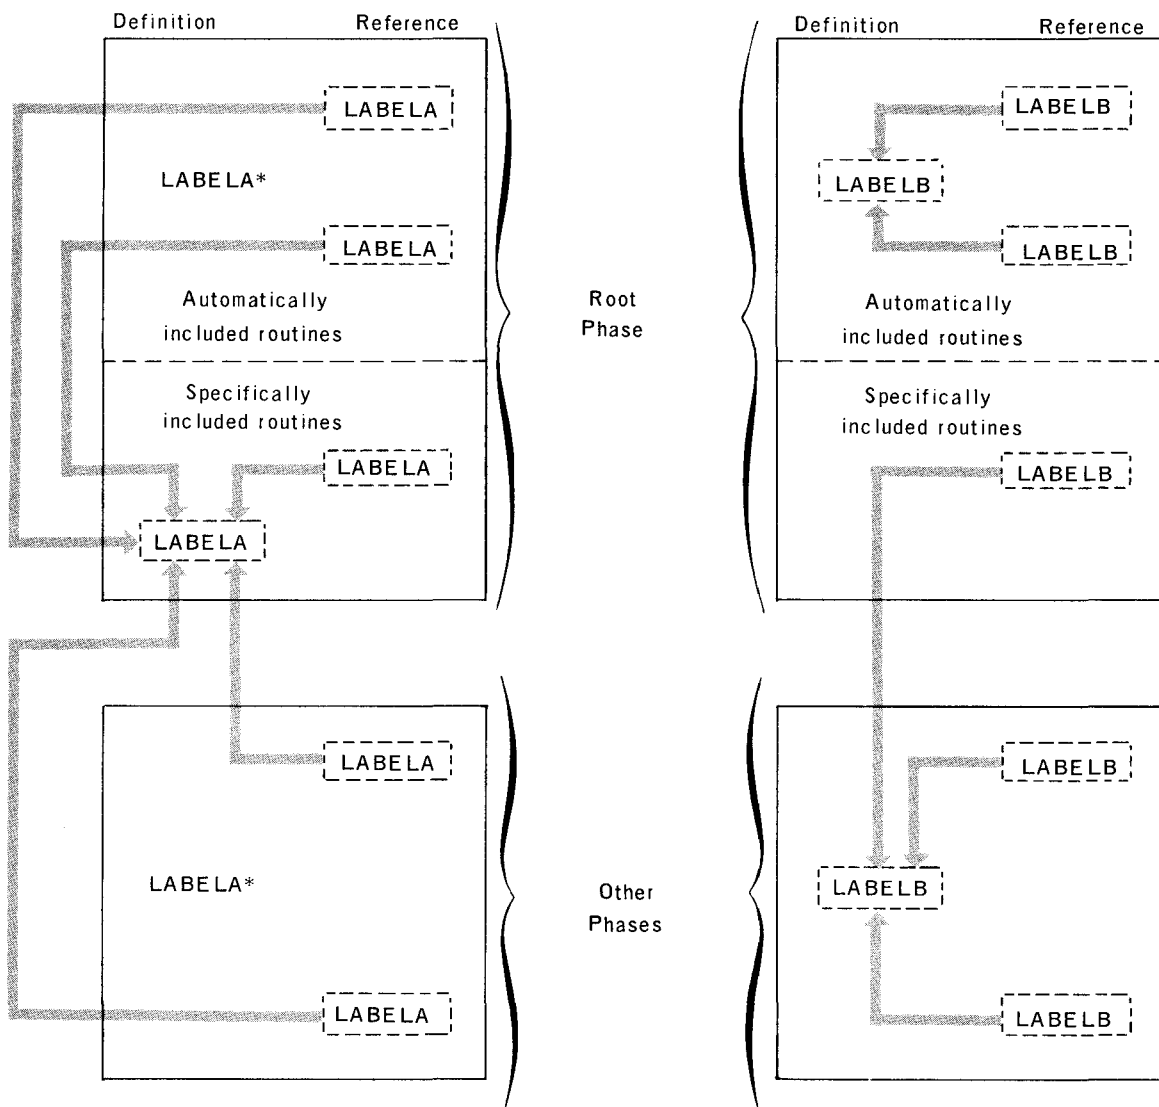 Definition Reference
LABELA
LABELA*
LABELA
Automatically
included routines
Specifically
included routines
LABELA
LABELA
LABELA
LABELA*
LABELA
Root
Phase
Other
Phases
Definition Reference
LABELB
LABELB
LABELB
Automatically
included routines
Specifically
included routines
LABELB
LABELB
LABELB
LABELB